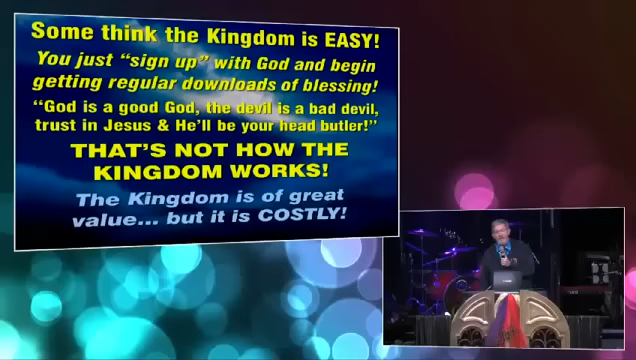 Some think the Kingdom is EASY!
You just “sign up” with God and begin
getting regular downloads of blessing!
“God is a good God, the devil is a bad devil,
trust in Jesus & He'll be your head butler!”
THAT'S NOT HOW THE
KINGDOM WORKS!
The Kingdom is of great
value... but it is COSTLY!